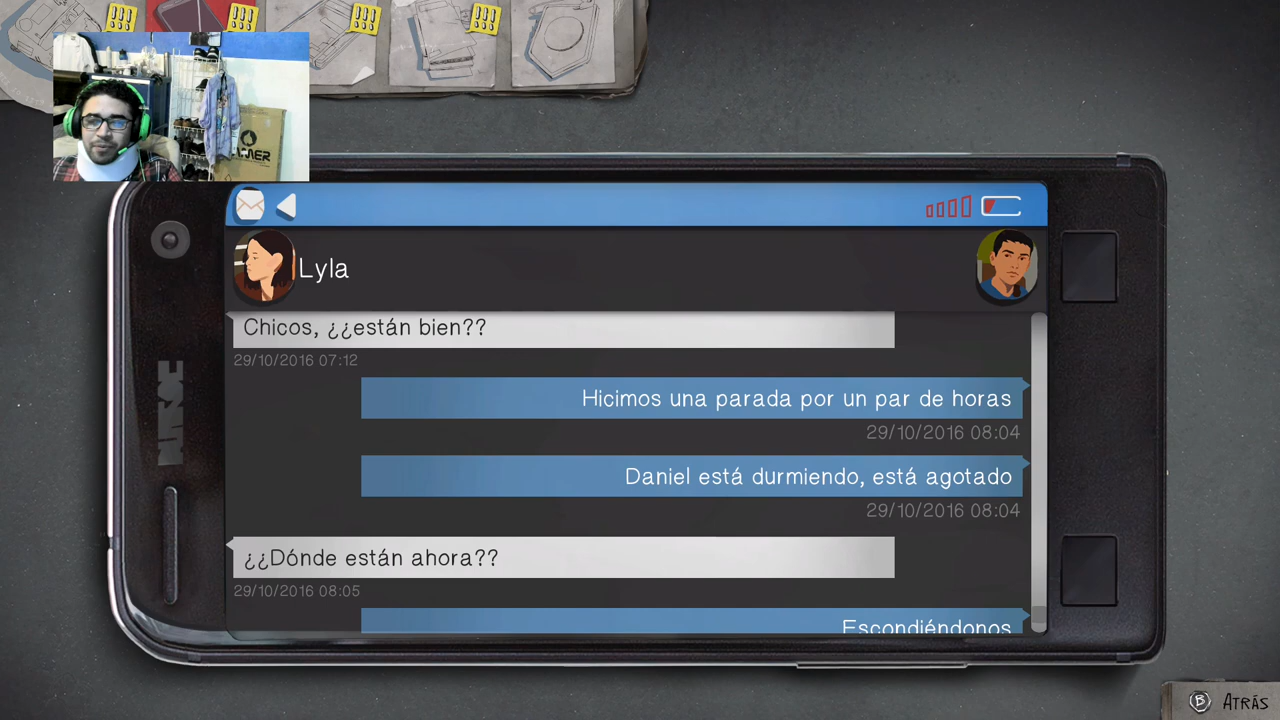 Lyla
Chicos, ¿¿están bien??
29/10/2016 07:12
Hicimos una parada por un par de horas
29/10/2016 08:04
Daniel está durmiendo, está agotado
29/10/2016 08:04
¿¿Dónde están ahora??
29/10/2016 08:05
Escondiéndonos
B ATRÁS